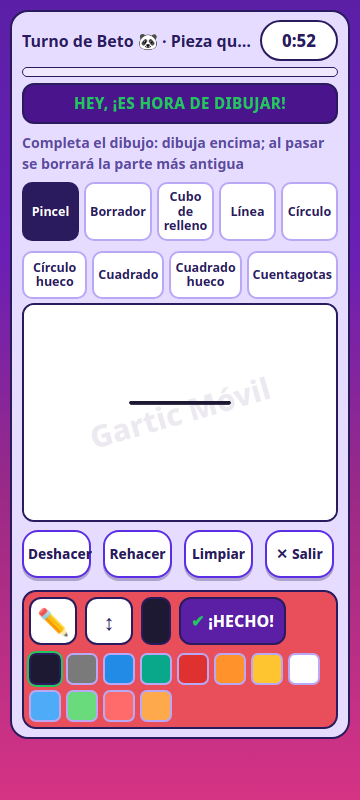 Turno de Beto 🐼 · Pieza qu...
0:52
HEY, ¡ES HORA DE DIBUJAR!
Completa el dibujo: dibuja encima; al pasar
se borrará la parte más antigua
Pincel
Borrador
Cubo
de
relleno
Línea
Círculo
Círculo
hueco
Cuadrado
Cuadrado
hueco
Cuentagotas
Gartic Móvil
Deshacer
Rehacer
Limpiar
✕ Salir
✔ ¡HECHO!